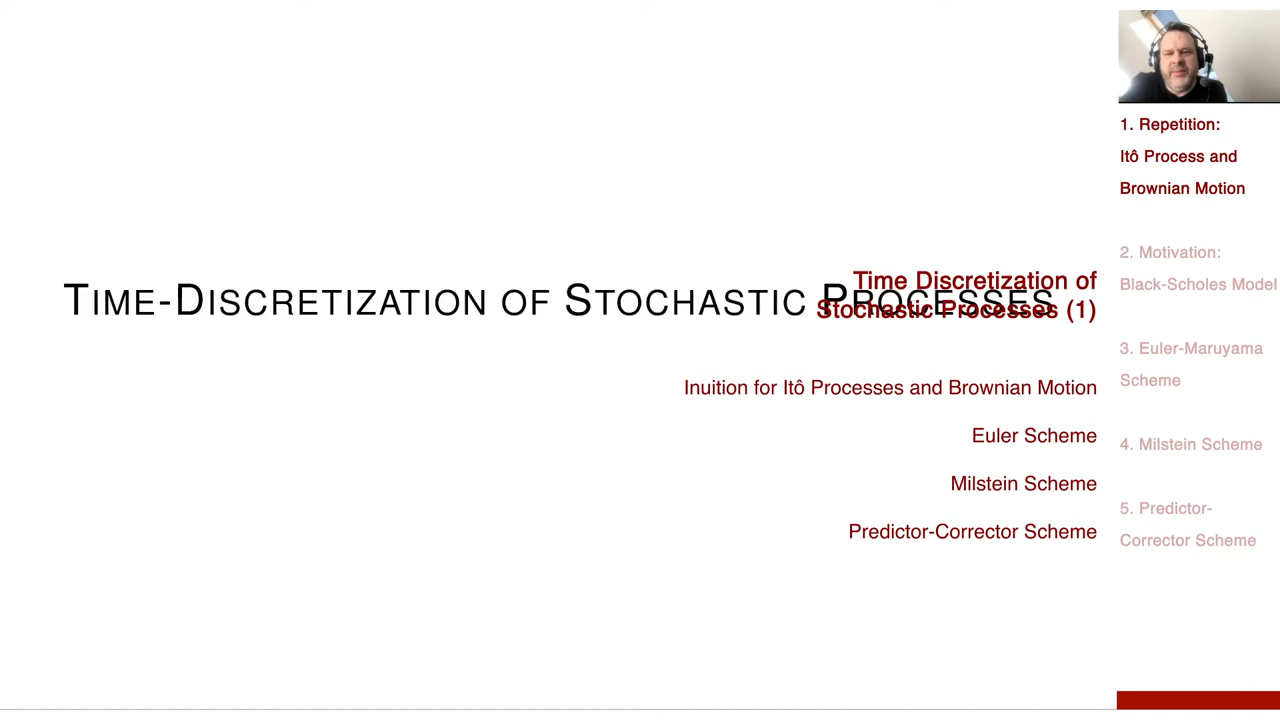 TIME-DISCRETIZATION OF STOCHASTIC PROCESSES
Time Discretization of
Stochastic Processes (1)
Inuition for Itô Processes and Brownian Motion
Euler Scheme
Milstein Scheme
Predictor-Corrector Scheme
1. Repetition:
Itô Process and
Brownian Motion
2. Motivation:
Black-Scholes Model
3. Euler-Maruyama
Scheme
4. Milstein Scheme
5. Predictor-
Corrector Scheme